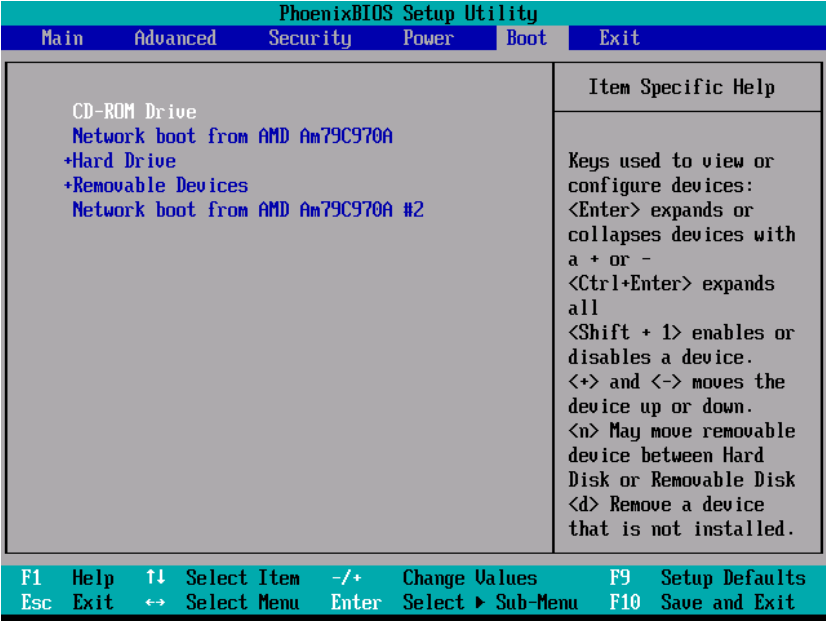 PhoenixBIOS Setup Utility
Main Advanced Security Power Boot Exit
CD-ROM Drive
Network boot from AMD Am79C970A
+Hard Drive
+Removable Devices
Network boot from AMD Am79C970A #2
Item Specific Help
Keys used to view or
configure devices:
<Enter> expands or
collapses devices with
a + or -
<Ctrl+Enter> expands
all
<Shift + 1> enables or
disables a device.
<+> and <-> moves the
device up or down.
<n> May move removable
device between Hard
Disk or Removable Disk
<d> Remove a device
that is not installed.
F1 Help ↑↓ Select Item -/+ Change Values F9 Setup Defaults
Esc Exit ↔ Select Menu Enter Select ▶ Sub-Menu F10 Save and Exit